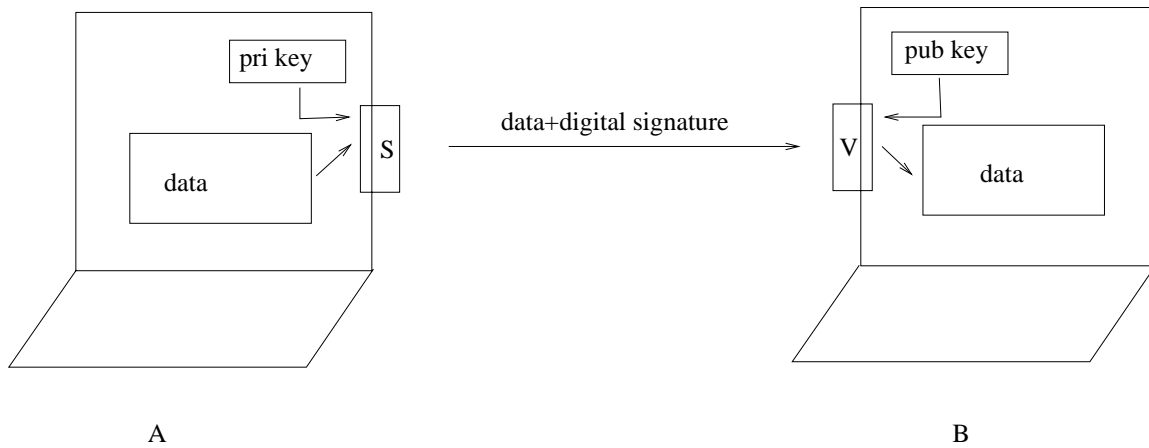 pri key
pub key
data+digital signature
S
V
data
data
A
B